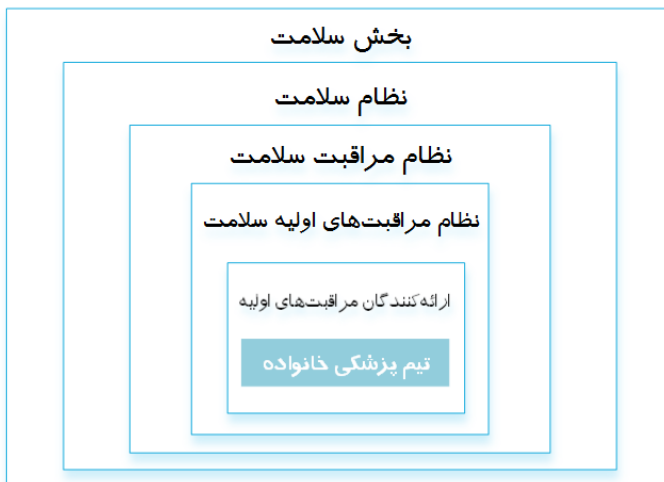 بخش سلامت
نظام سلامت
نظام مراقبت سلامت
نظام مراقبت‌های اولیه سلامت
ارائه‌کنندگان مراقبت‌های اولیه
تیم پزشکی خانواده